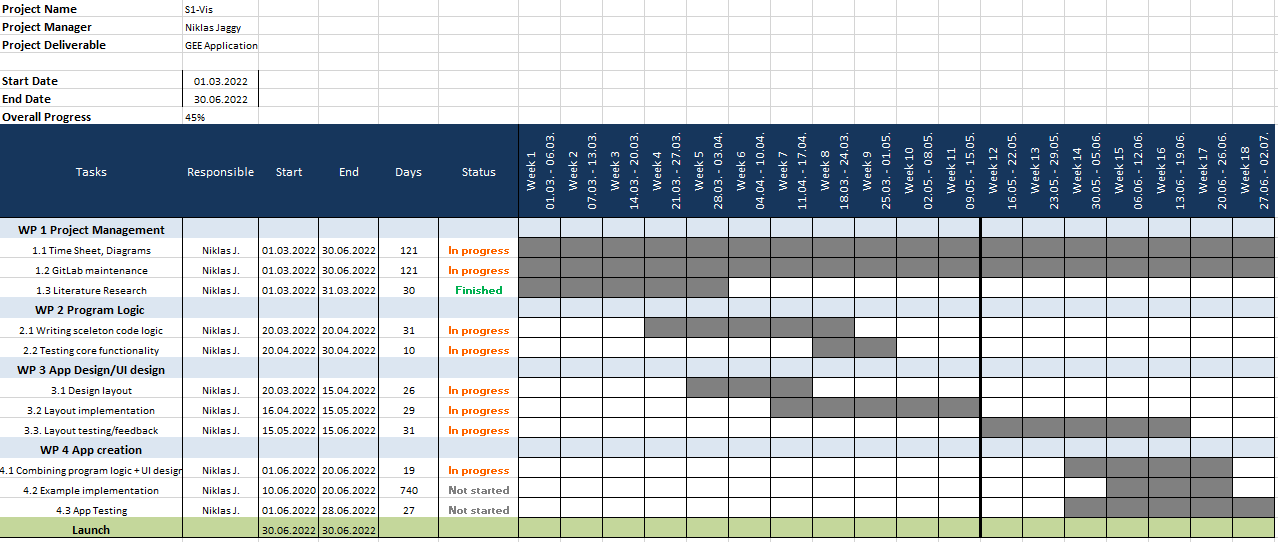 Project Name S1-Vis
Project Manager Niklas Jaggy
Project Deliverable GEE Application
Start Date 01.03.2022
End Date 30.06.2022
Overall Progress 45%
Tasks Responsible Start End Days Status
Week 1 01.03. - 06.03.
Week 2 07.03. - 13.03.
Week 3 14.03. - 20.03.
Week 4 21.03. - 27.03.
Week 5 28.03. - 03.04.
Week 6 04.04. - 10.04.
Week 7 11.04. - 17.04.
Week 8 18.03. - 24.03.
Week 9 25.03. - 01.05.
Week 10 02.05. - 08.05.
Week 11 09.05. - 15.05.
Week 12 16.05. - 22.05.
Week 13 23.05. - 29.05.
Week 14 30.05. - 05.06.
Week 15 06.06. - 12.06.
Week 16 13.06. - 19.06.
Week 17 20.06. - 26.06.
Week 18 27.06. - 02.07.
WP 1 Project Management
1.1 Time Sheet, Diagrams Niklas J. 01.03.2022 30.06.2022 121 In progress
1.2 GitLab maintenance Niklas J. 01.03.2022 30.06.2022 121 In progress
1.3 Literature Research Niklas J. 01.03.2022 31.03.2022 30 Finished
WP 2 Program Logic
2.1 Writing sceleton code logic Niklas J. 20.03.2022 20.04.2022 31 In progress
2.2 Testing core functionality Niklas J. 20.04.2022 30.04.2022 10 In progress
WP 3 App Design/UI design
3.1 Design layout Niklas J. 20.03.2022 15.04.2022 26 In progress
3.2 Layout implementation Niklas J. 16.04.2022 15.05.2022 29 In progress
3.3. Layout testing/feedback Niklas J. 15.05.2022 15.06.2022 31 In progress
WP 4 App creation
4.1 Combining program logic + UI design Niklas J. 01.06.2022 20.06.2022 19 In progress
4.2 Example implementation Niklas J. 10.06.2020 20.06.2022 740 Not started
4.3 App Testing Niklas J. 01.06.2022 28.06.2022 27 Not started
Launch 30.06.2022 30.06.2022